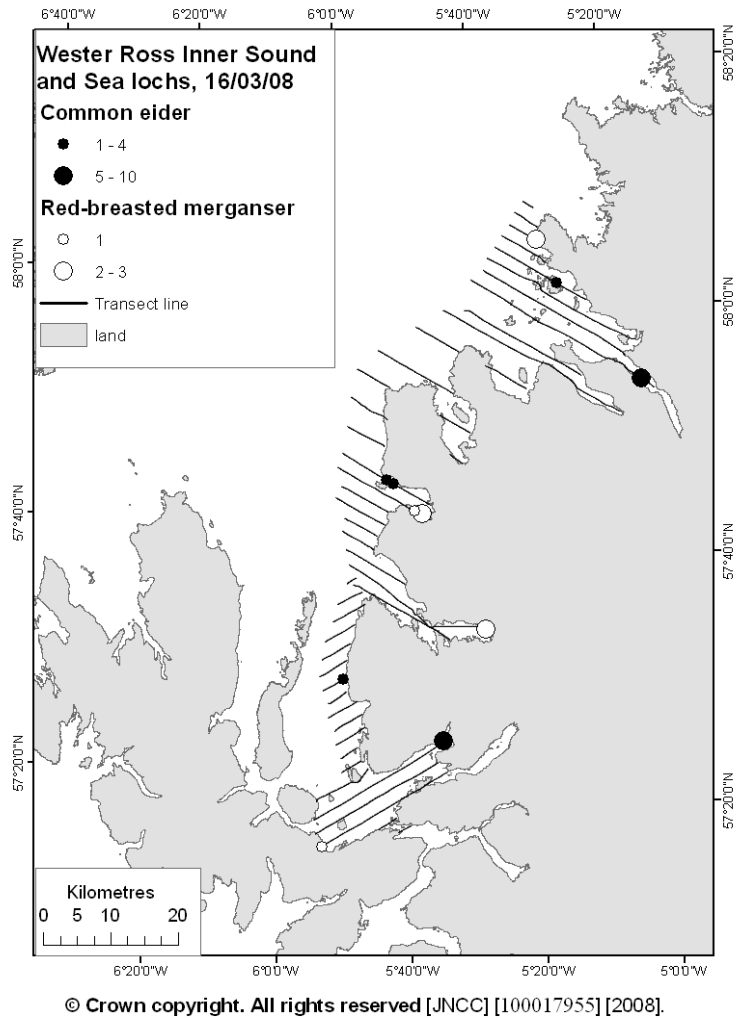 6°40'0"W 6°20'0"W 6°0'0"W 5°40'0"W 5°20'0"W
Wester Ross Inner Sound
and Sea lochs, 16/03/08
Common eider
1 - 4
5 - 10
Red-breasted merganser
1
2 - 3
Transect line
land
58°20'0"N
58°0'0"N
58°0'0"N
57°40'0"N
57°40'0"N
57°20'0"N
57°20'0"N
Kilometres
0 5 10 20
6°20'0"W 6°0'0"W 5°40'0"W 5°20'0"W 5°0'0"W
© Crown copyright. All rights reserved [JNCC] [100017955] [2008].